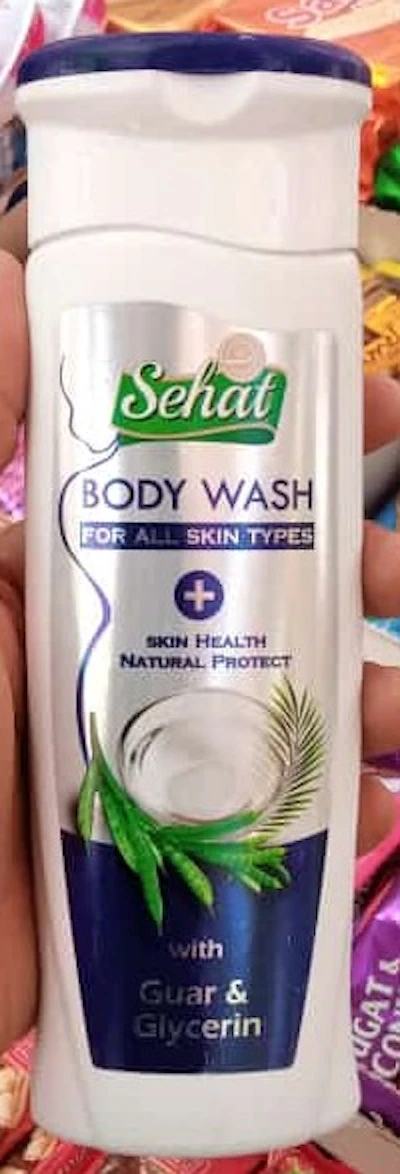 Sehat
BODY WASH
FOR ALL SKIN TYPES
SKIN HEALTH
NATURAL PROTECT
with
Guar &
Glycerin